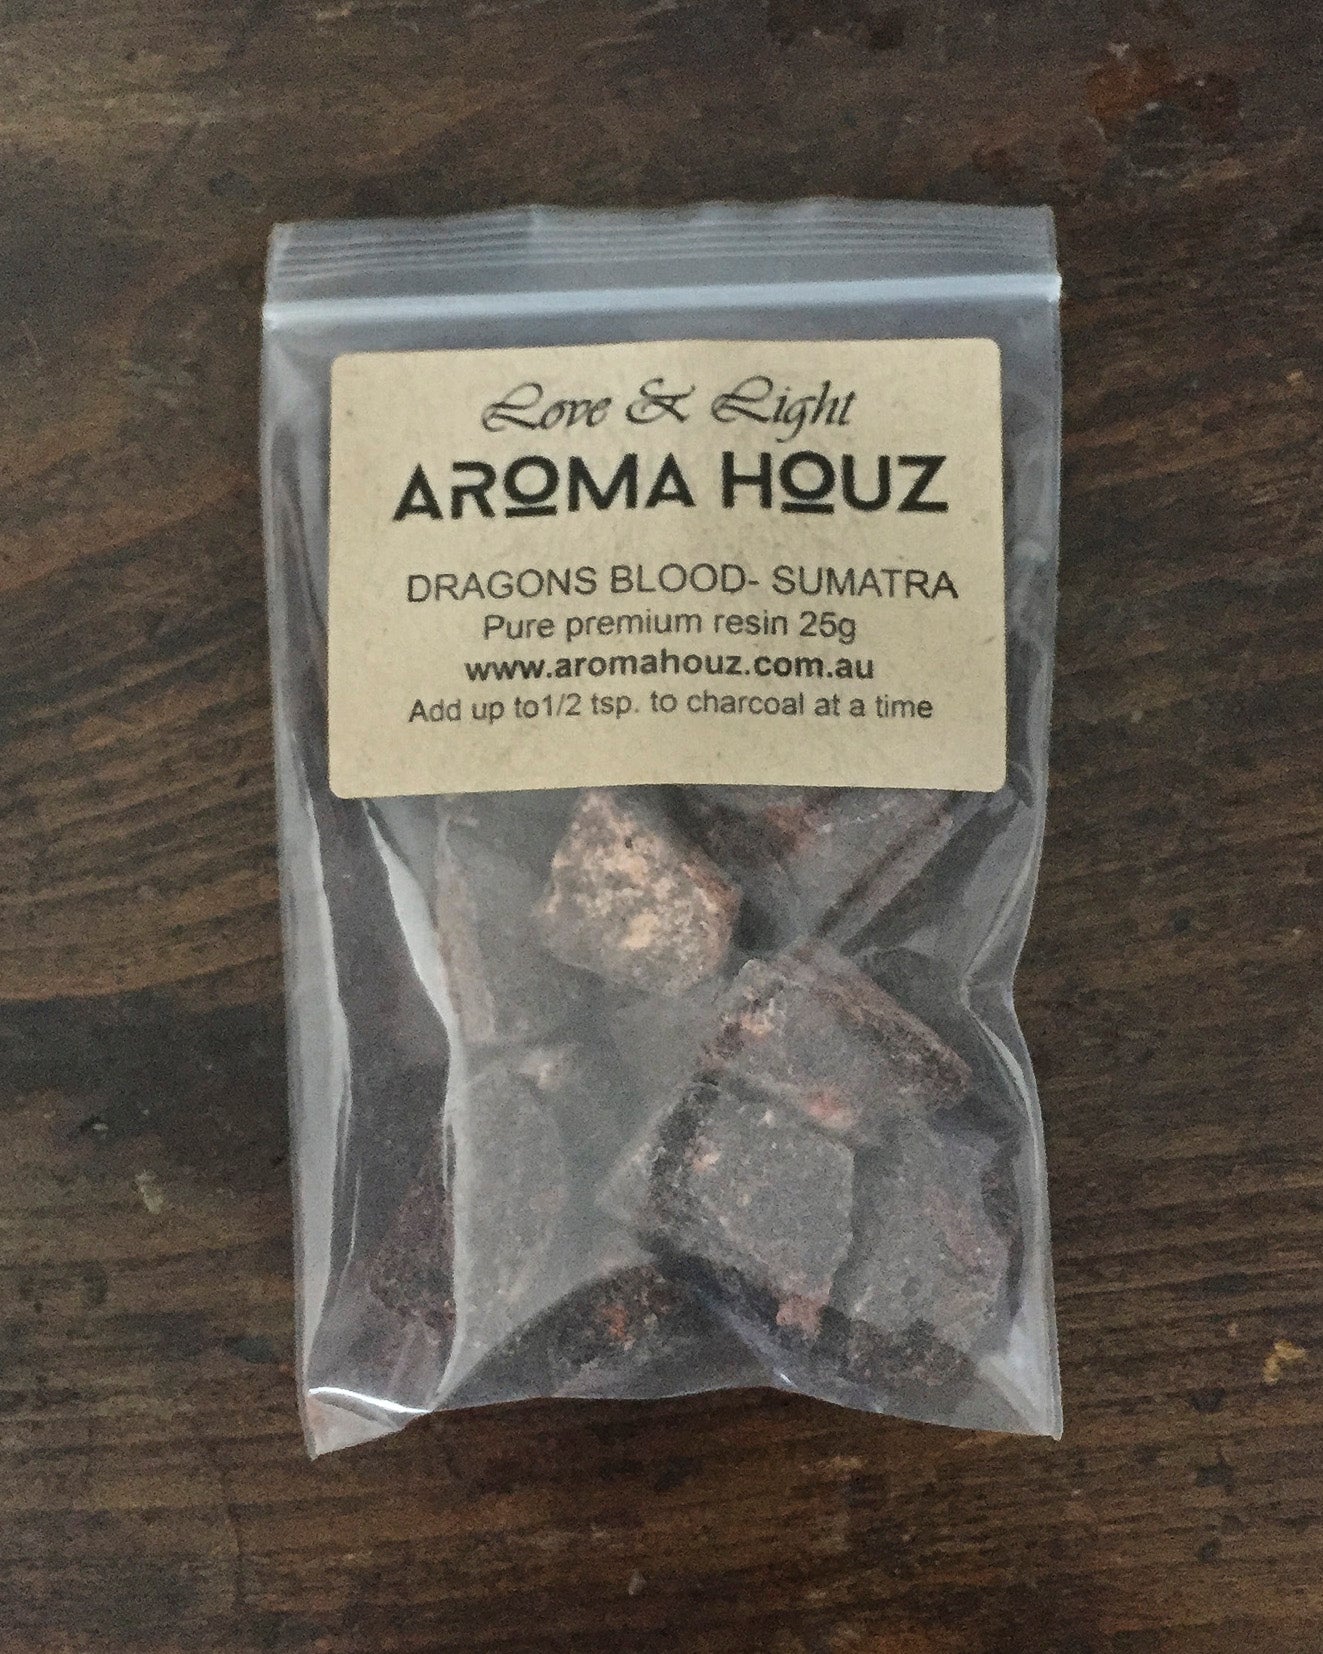 Love & Light
AROMA HOUZ
DRAGONS BLOOD- SUMATRA
Pure premium resin 25g
www.aromahouz.com.au
Add up to1/2 tsp. to charcoal at a time